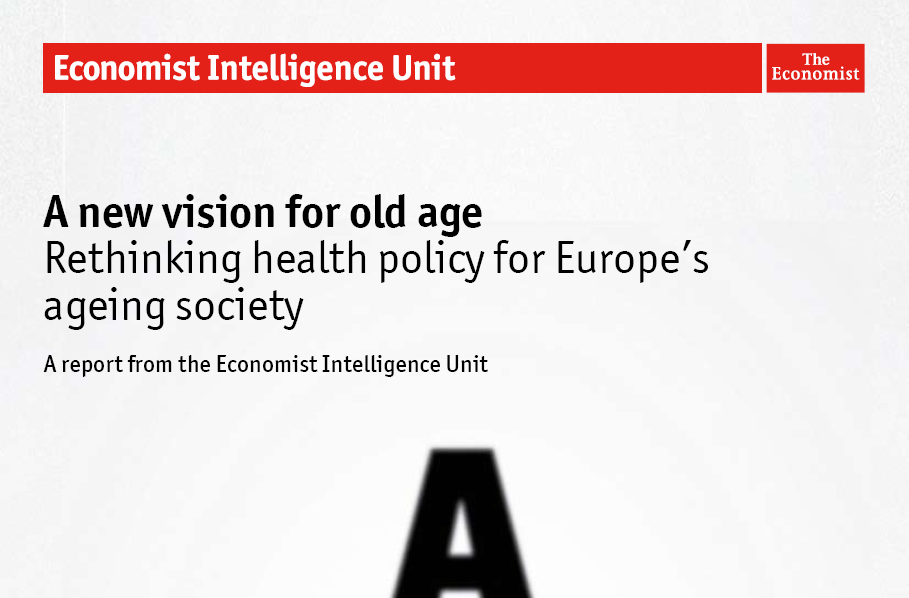 Economist Intelligence Unit
The
Economist
A new vision for old age
Rethinking health policy for Europe’s
ageing society
A report from the Economist Intelligence Unit
A